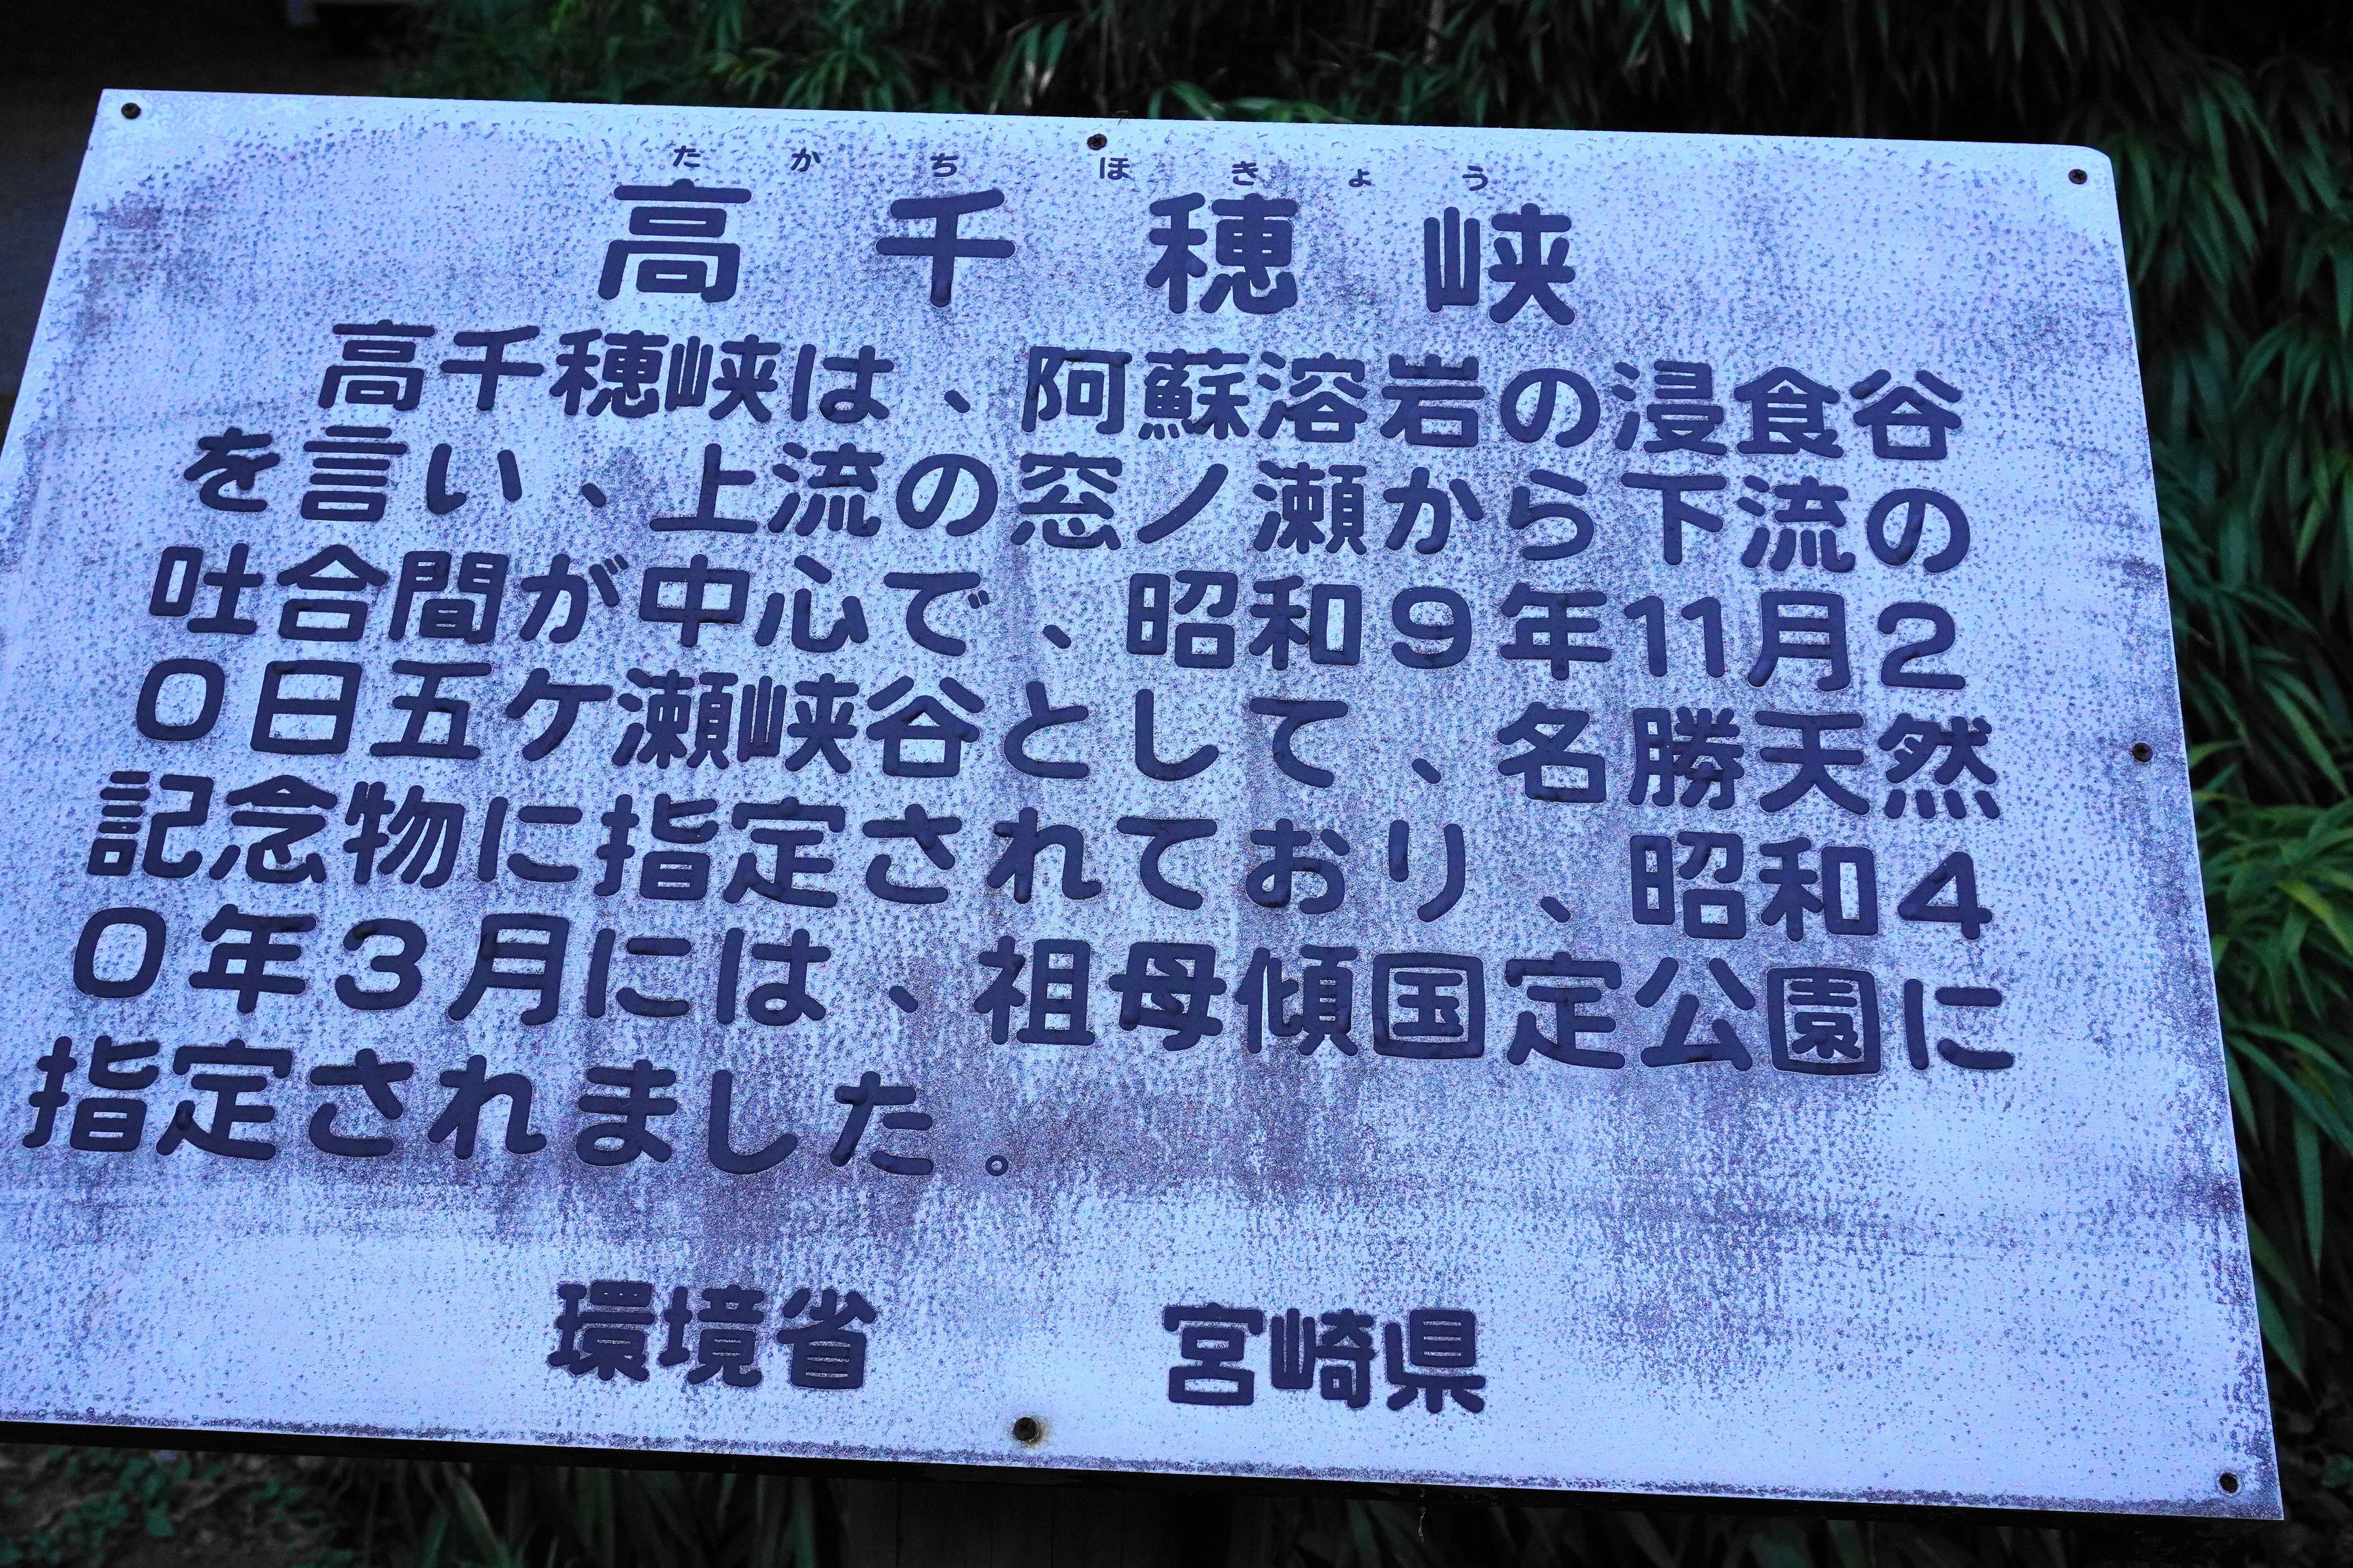 たかちほきょう
高千穂峡
高千穂峡は、阿蘇溶岩の浸食谷
を言い、上流の窓ノ瀬から下流の
吐合間が中心で、昭和9年11月2
0日五ケ瀬峡谷として、名勝天然
記念物に指定されており、昭和4
0年3月には、祖母傾国定公園に
指定されました。
環境省 宮崎県